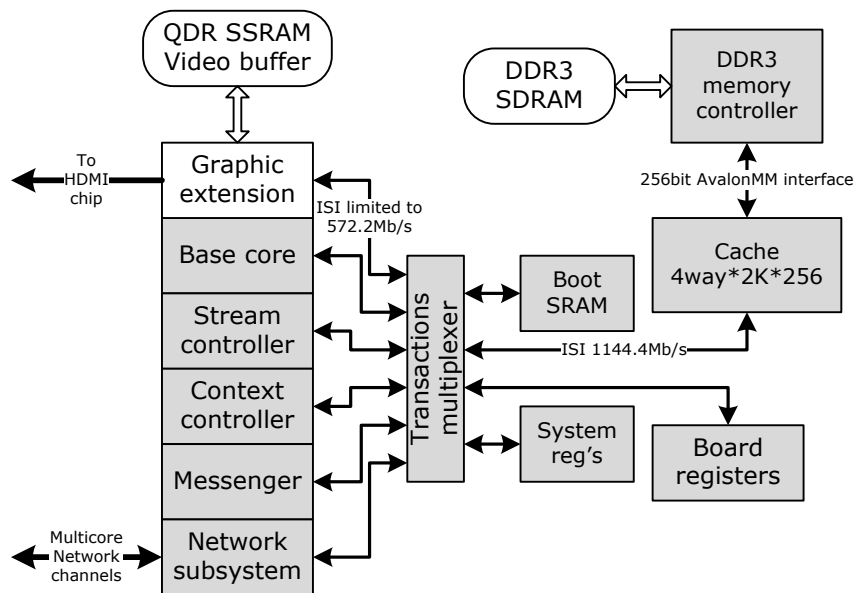 QDR SSRAM
Video buffer
DDR3
SDRAM
DDR3
memory
controller
To
HDMI
chip
Graphic
extension
ISI limited to
572.2Mb/s
256bit AvalonMM interface
Base core
Cache
4way*2K*256
Boot
SRAM
Stream
controller
Transactions
multiplexer
ISI 1144.4Mb/s
Context
controller
System
reg's
Board
registers
Messenger
Multicore
Network
channels
Network
subsystem